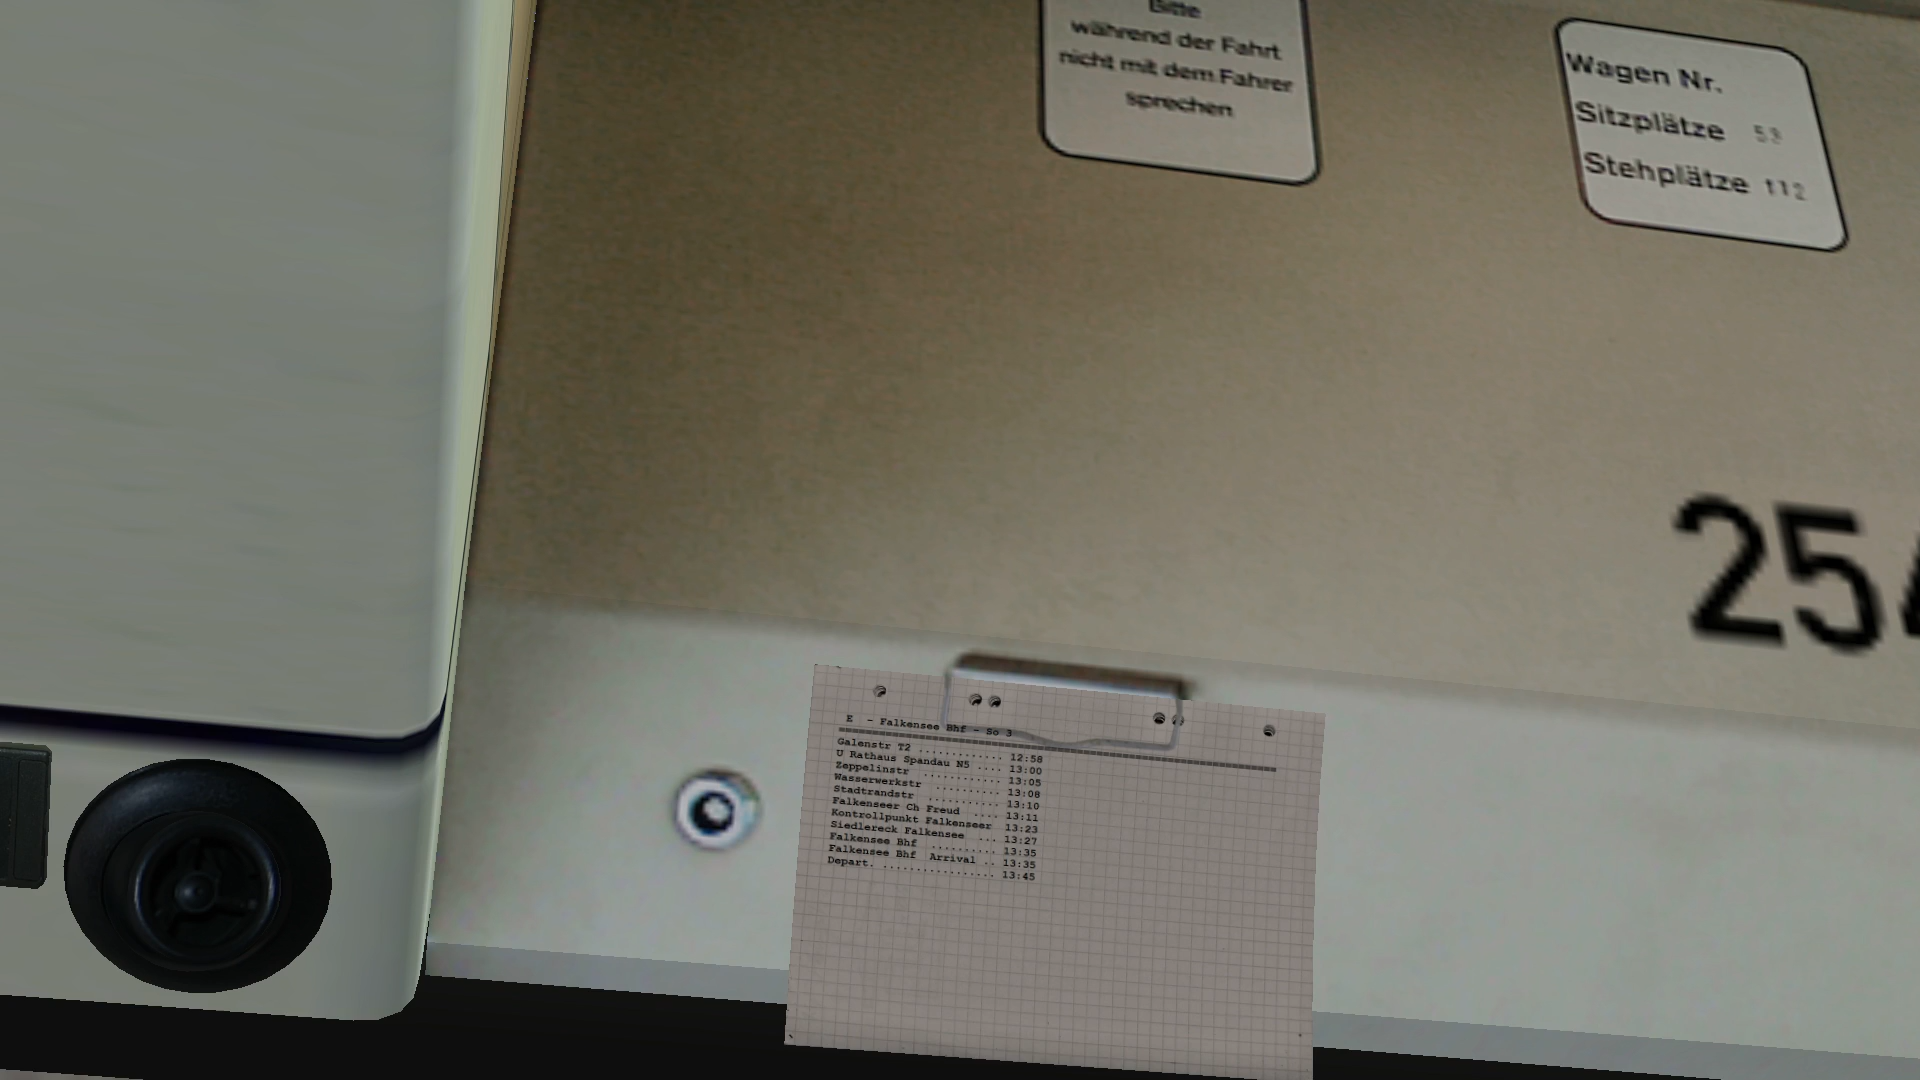 Bitte
während der Fahrt
nicht mit dem Fahrer
sprechen
Wagen Nr.
Sitzplätze 53
Stehplätze 112
25
E - Falkensee Bhf - So 3
Galenstr T2 ............. 12:58
U Rathaus Spandau N5 .... 13:00
Zeppelinstr ............ 13:05
Wasserwerkstr .......... 13:08
Stadtrandstr ........... 13:10
Falkenseer Ch Freud .... 13:11
Kontrollpunkt Falkenseer 13:23
Siedlereck Falkensee ... 13:27
Falkensee Bhf .......... 13:35
Falkensee Bhf Arrival .. 13:35
Depart. ................. 13:45